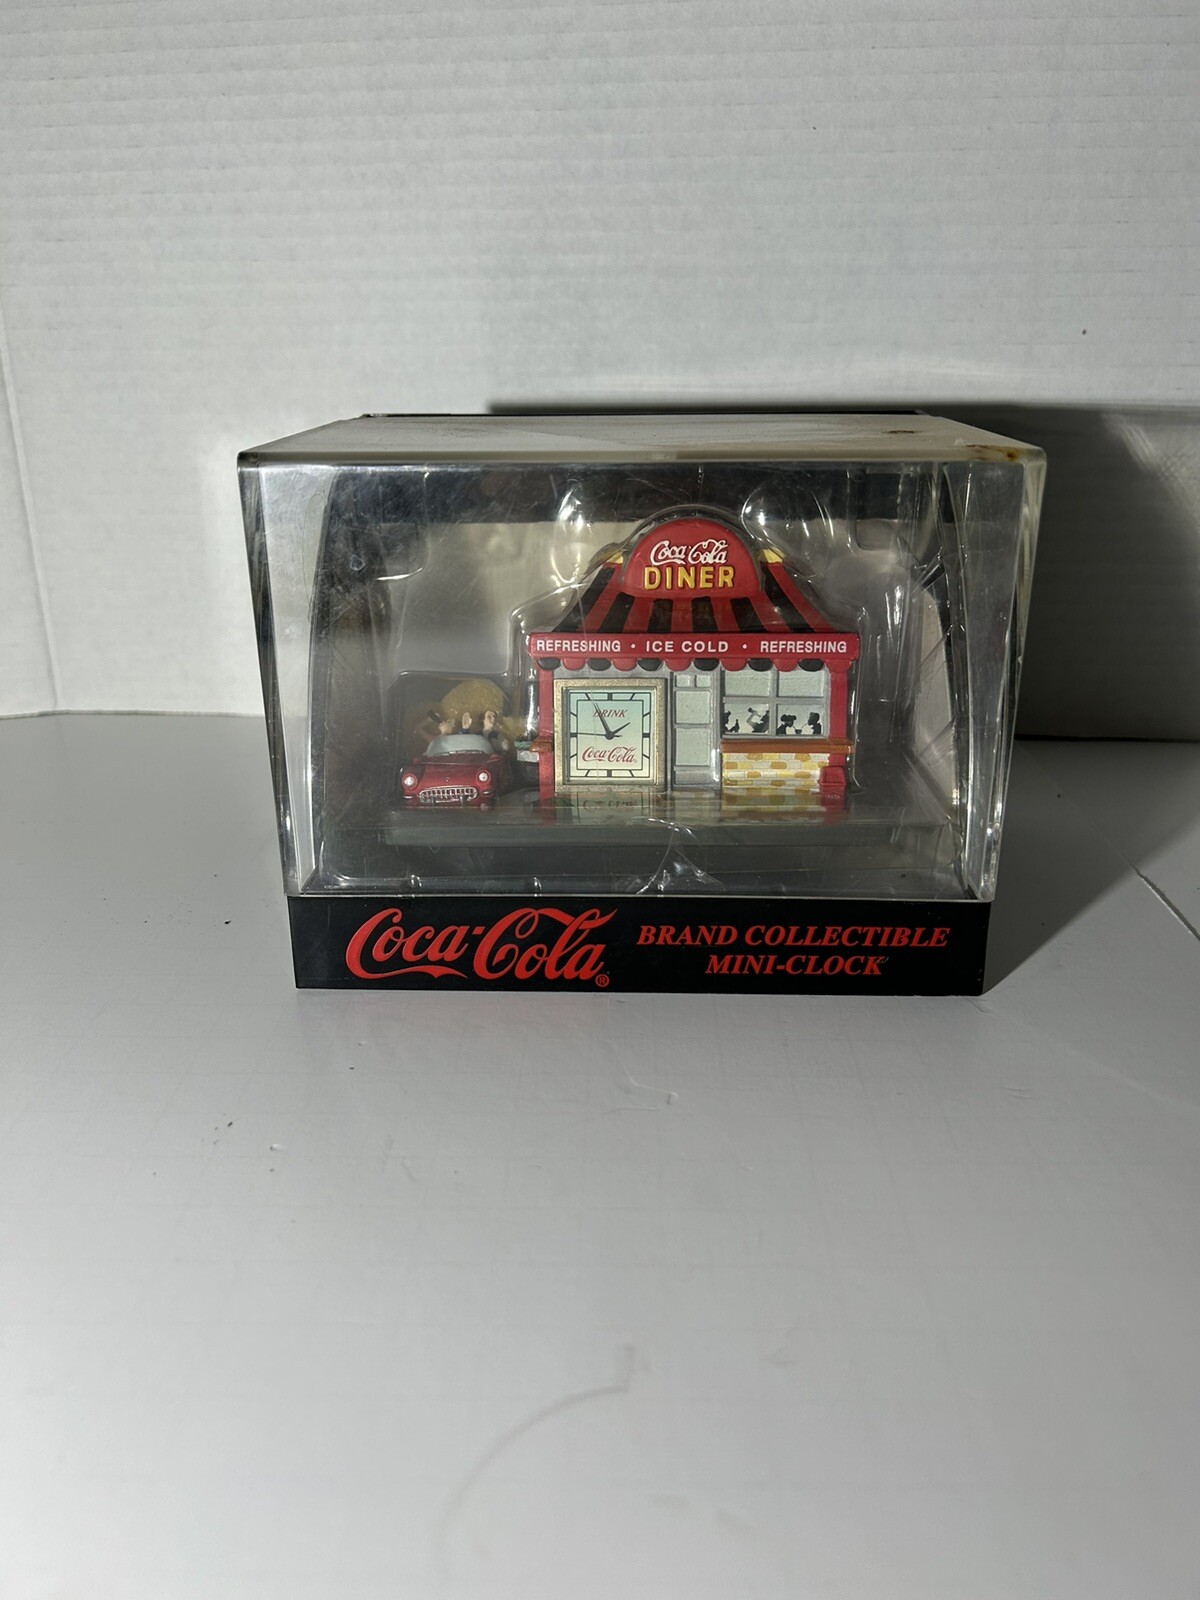 Coca-Cola
DINER
REFRESHING · ICE COLD · REFRESHING
DRINK
Coca-Cola
Coca-Cola®
BRAND COLLECTIBLE
MINI-CLOCK